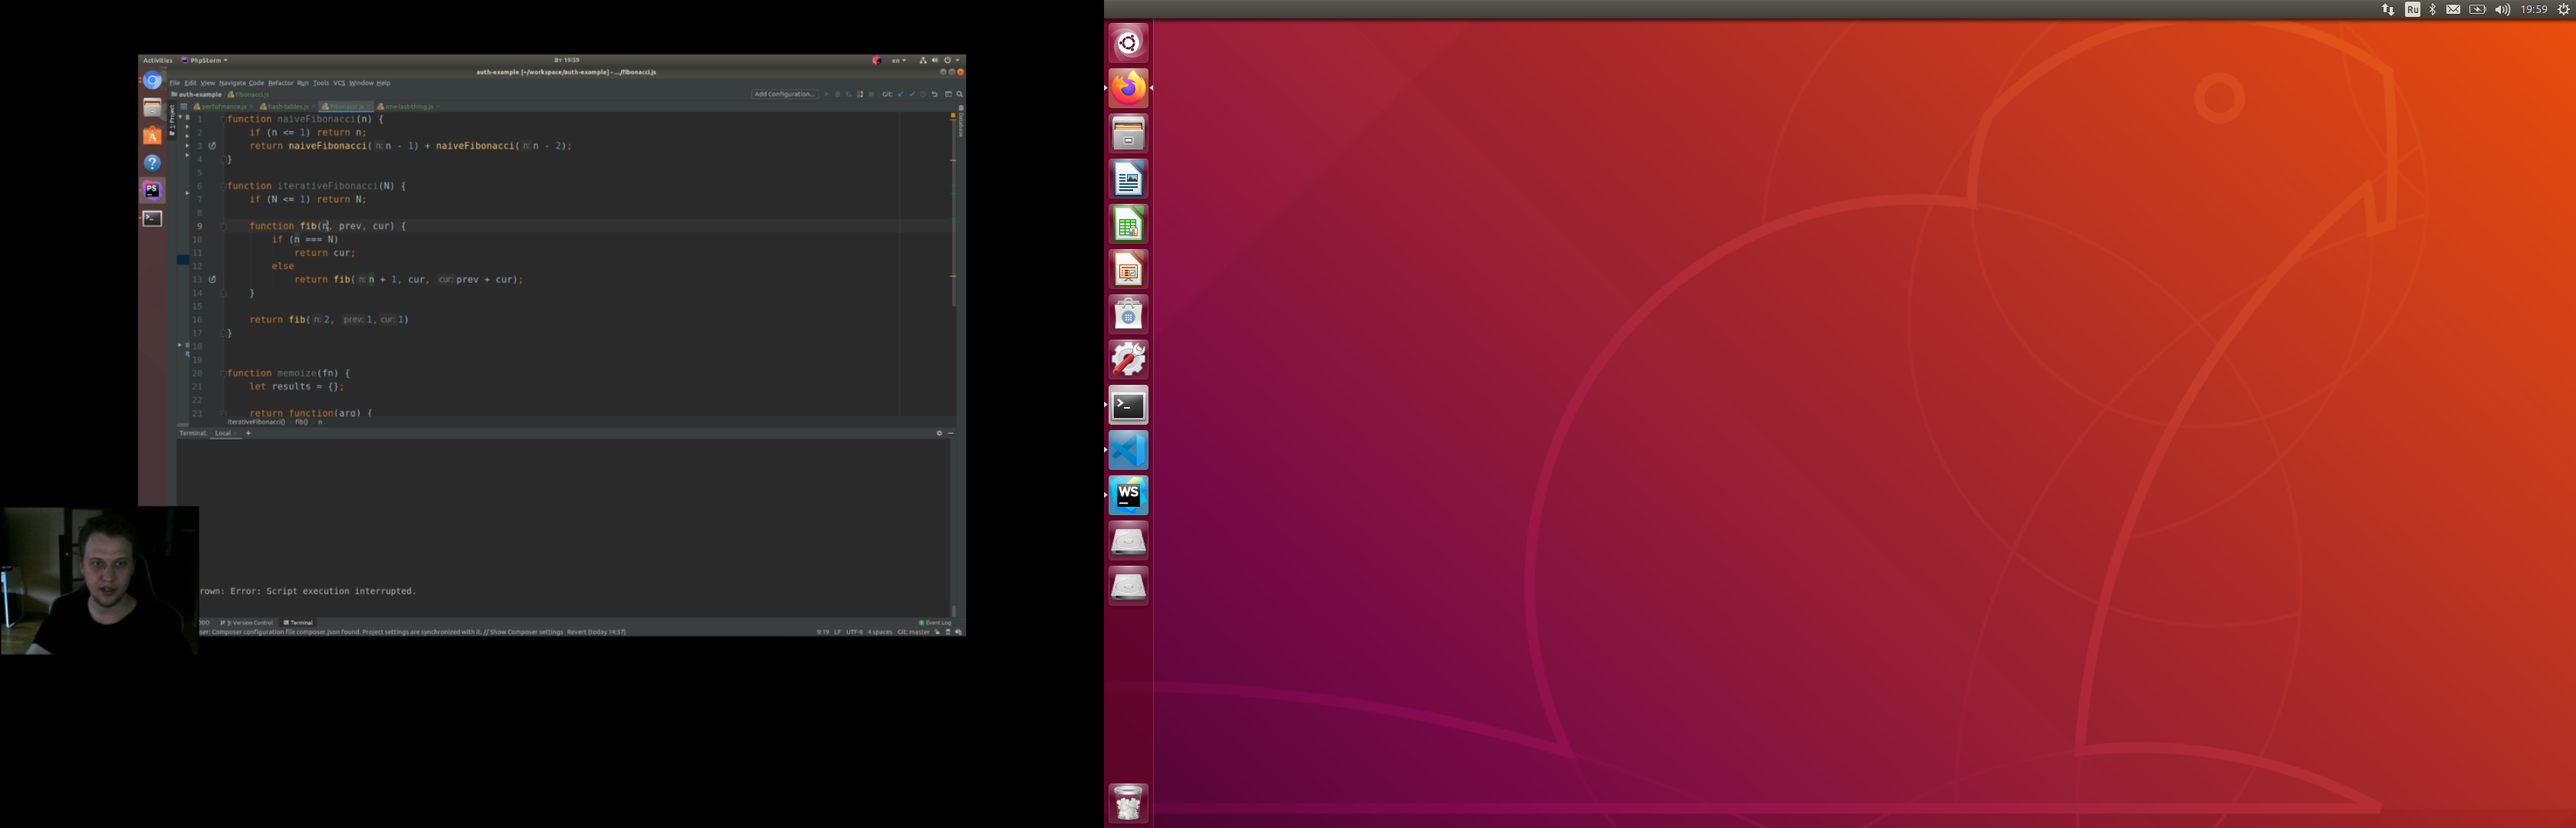 Activities PhpStorm
Вт 19:59
en
auth-example [~/workspace/auth-example] - .../fibonacci.js
File Edit View Navigate Code Refactor Run Tools VCS Window Help
auth-example fibonacci.js
Add Configuration...
Git:
performance.js hash-tables.js fibonacci.js one-last-thing.js
1 function naiveFibonacci(n) {
2 if (n <= 1) return n;
3 return naiveFibonacci( n: n - 1) + naiveFibonacci( n: n - 2);
4 }
5
6 function iterativeFibonacci(N) {
7 if (N <= 1) return N;
8
9 function fib(n, prev, cur) {
10 if (n === N)
11 return cur;
12 else
13 return fib( n: n + 1, cur, cur: prev + cur);
14 }
15
16 return fib( n: 2, prev: 1, cur: 1)
17 }
18
19
20 function memoize(fn) {
21 let results = {};
22
23 return function(arg) {
iterativeFibonacci() fib() n
Project
Database
Terminal: Local +
rown: Error: Script execution interrupted.
ODO 9: Version Control Terminal
Event Log
ser: Composer configuration file composer.json found. Project settings are synchronized with it. // Show Composer settings Revert (today 14:57)
9:19 LF UTF-8 4 spaces Git: master
PS
Ru
19:59
WS